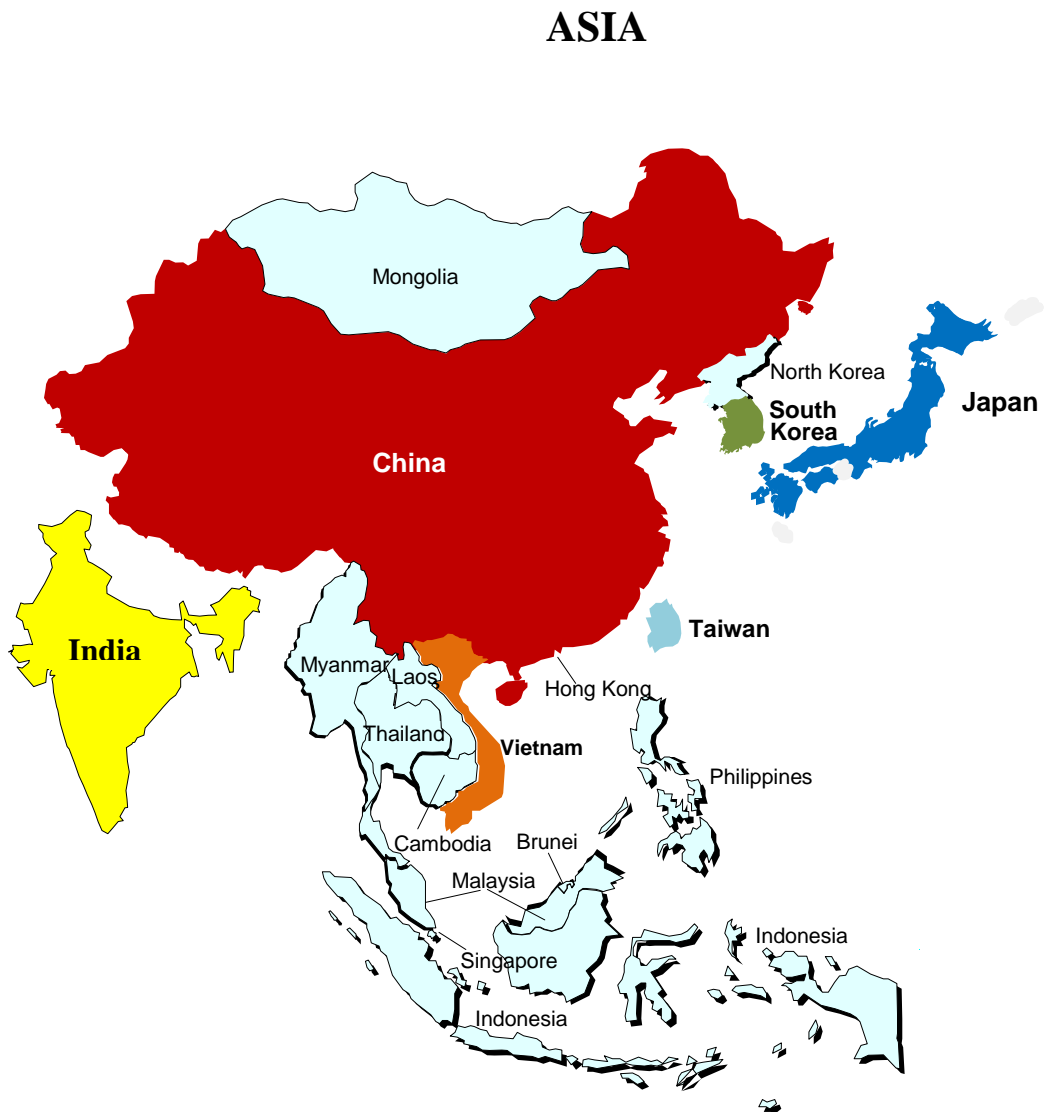 ASIA
Mongolia
North Korea
South
Korea
Japan
China
India
Taiwan
Myanmar
Laos
Hong Kong
Thailand
Vietnam
Philippines
Cambodia
Brunei
Malaysia
Indonesia
Singapore
Indonesia